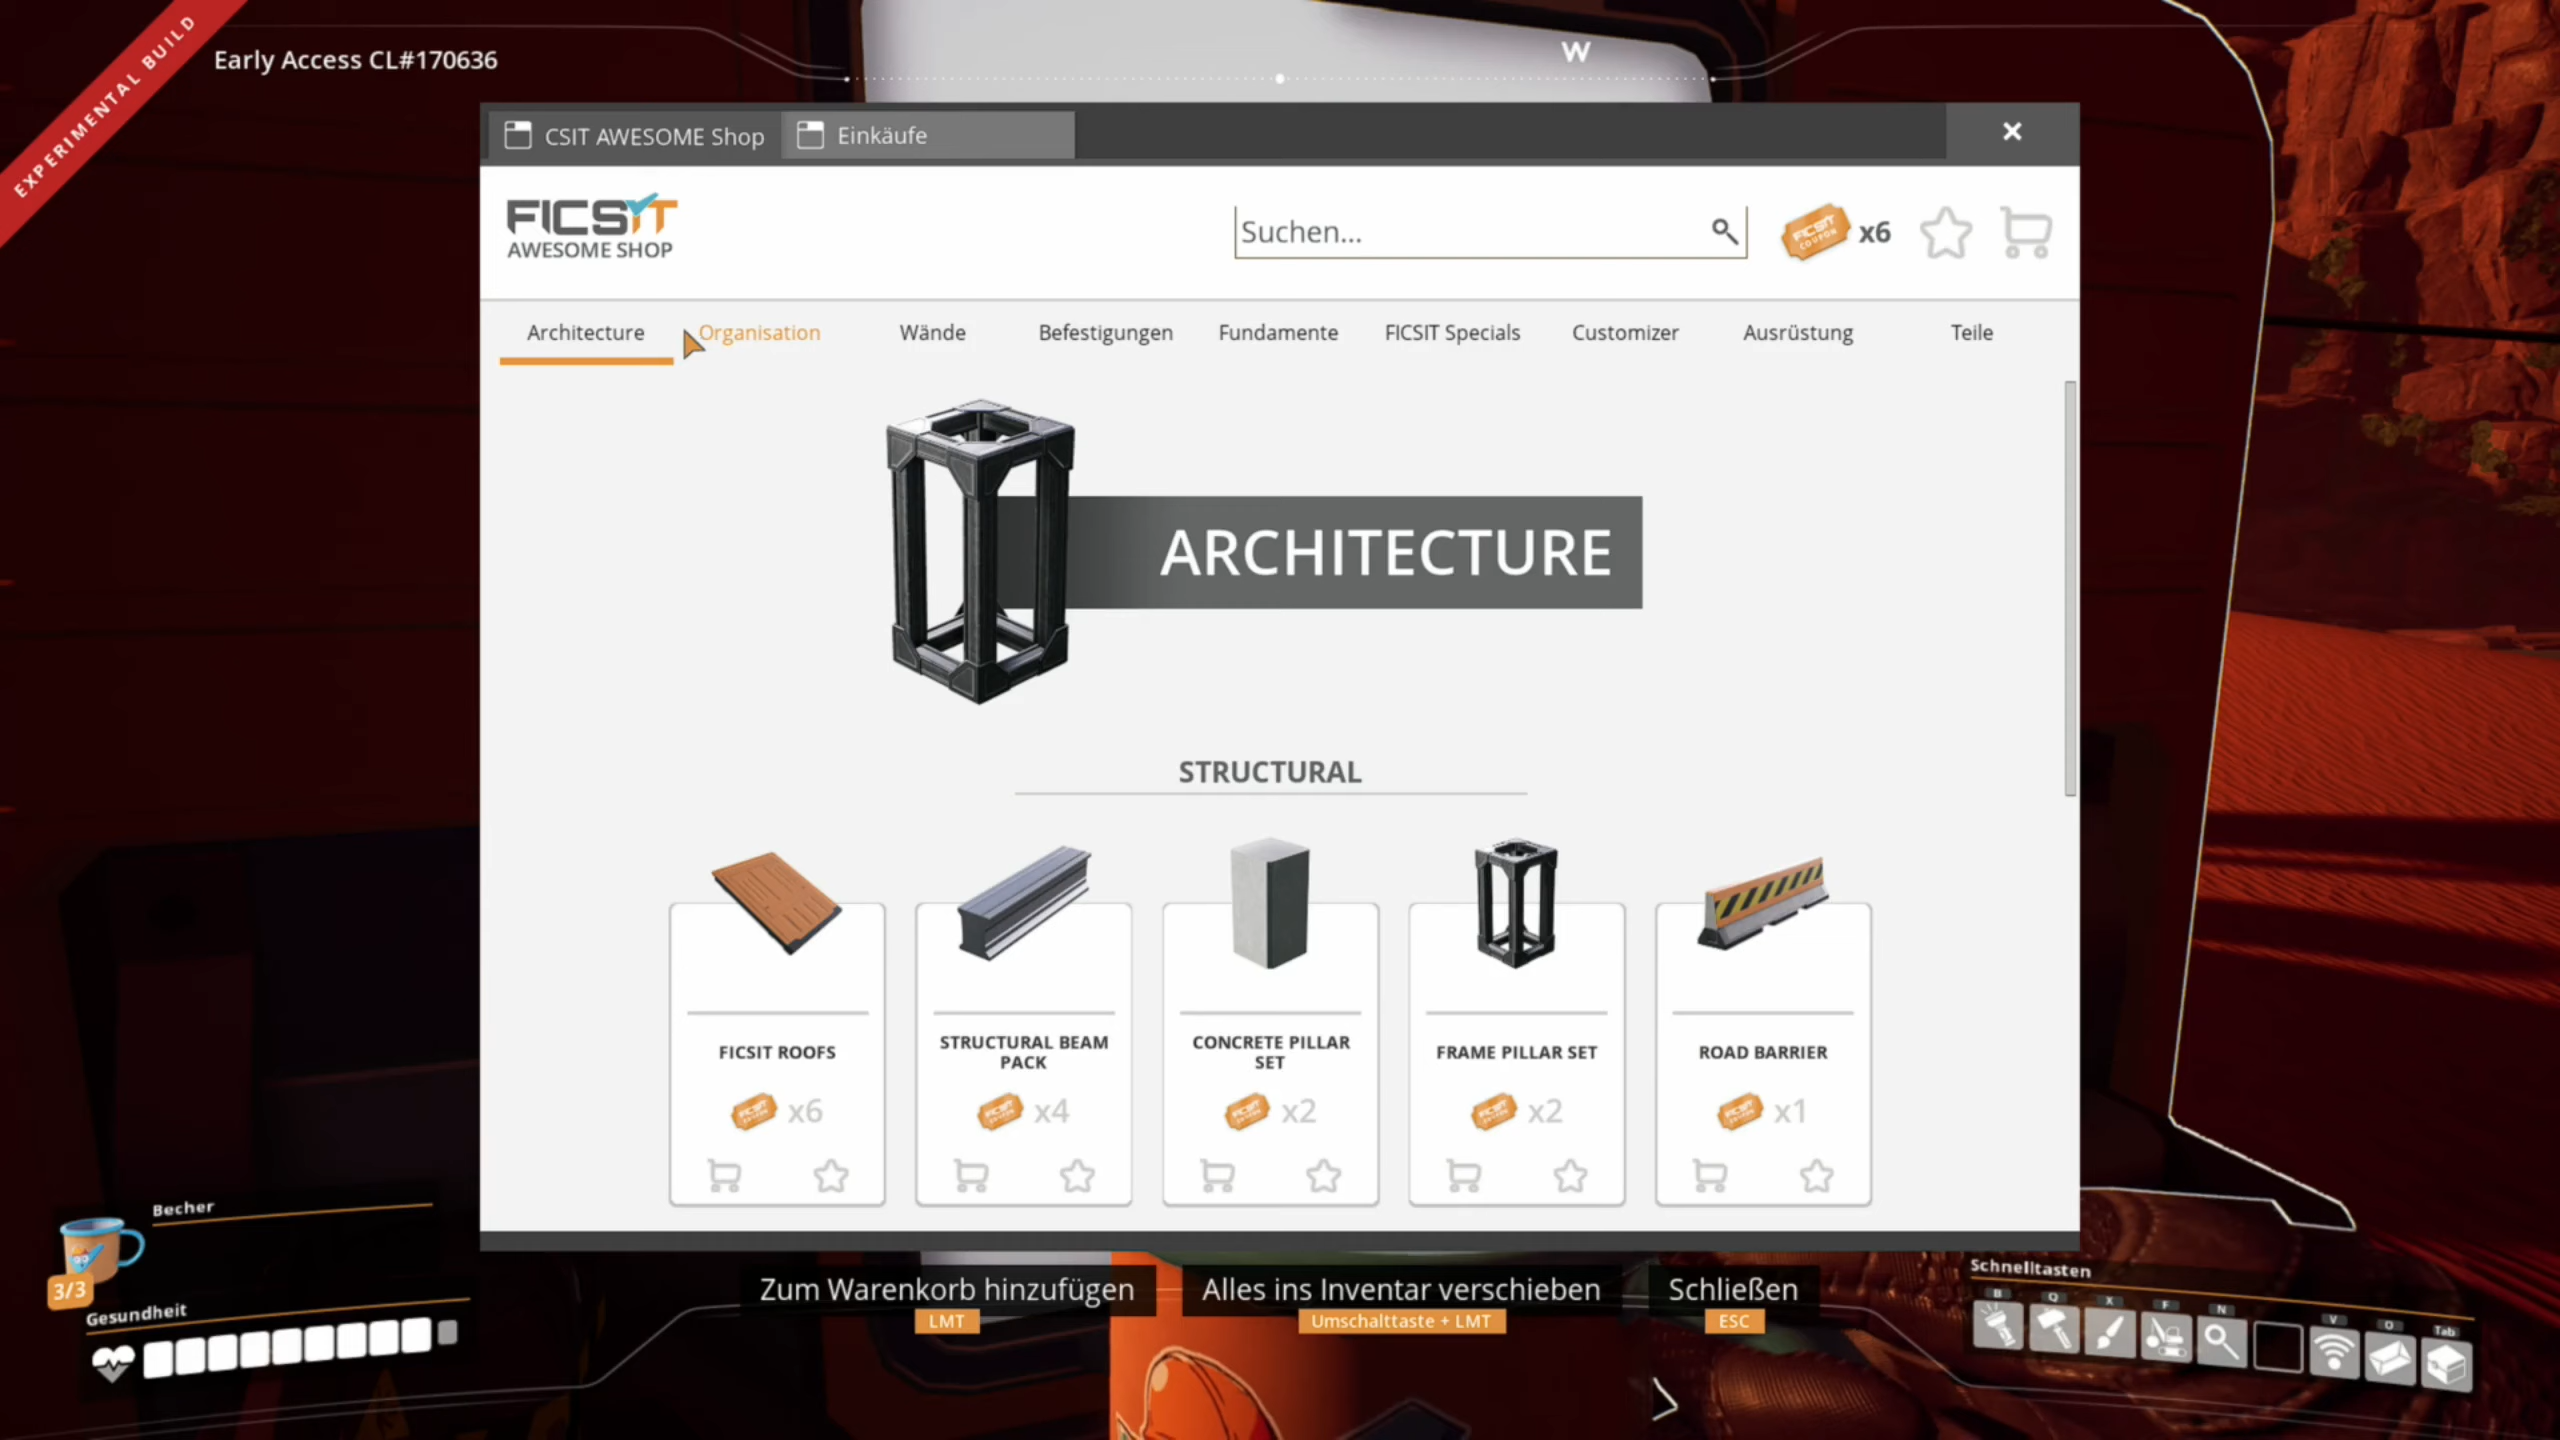 EXPERIMENTAL BUILD
Early Access CL#170636
W
CSIT AWESOME Shop
Einkäufe
FICSIT
AWESOME SHOP
Suchen...
FICSIT COUPON
x6
Architecture
Organisation
Wände
Befestigungen
Fundamente
FICSIT Specials
Customizer
Ausrüstung
Teile
ARCHITECTURE
STRUCTURAL
FICSIT ROOFS
x6
STRUCTURAL BEAM
PACK
x4
CONCRETE PILLAR
SET
x2
FRAME PILLAR SET
x2
ROAD BARRIER
x1
Becher
3/3
Gesundheit
Zum Warenkorb hinzufügen
LMT
Alles ins Inventar verschieben
Umschalttaste + LMT
Schließen
ESC
Schnelltasten
B
Q
X
F
N
V
O
Tab